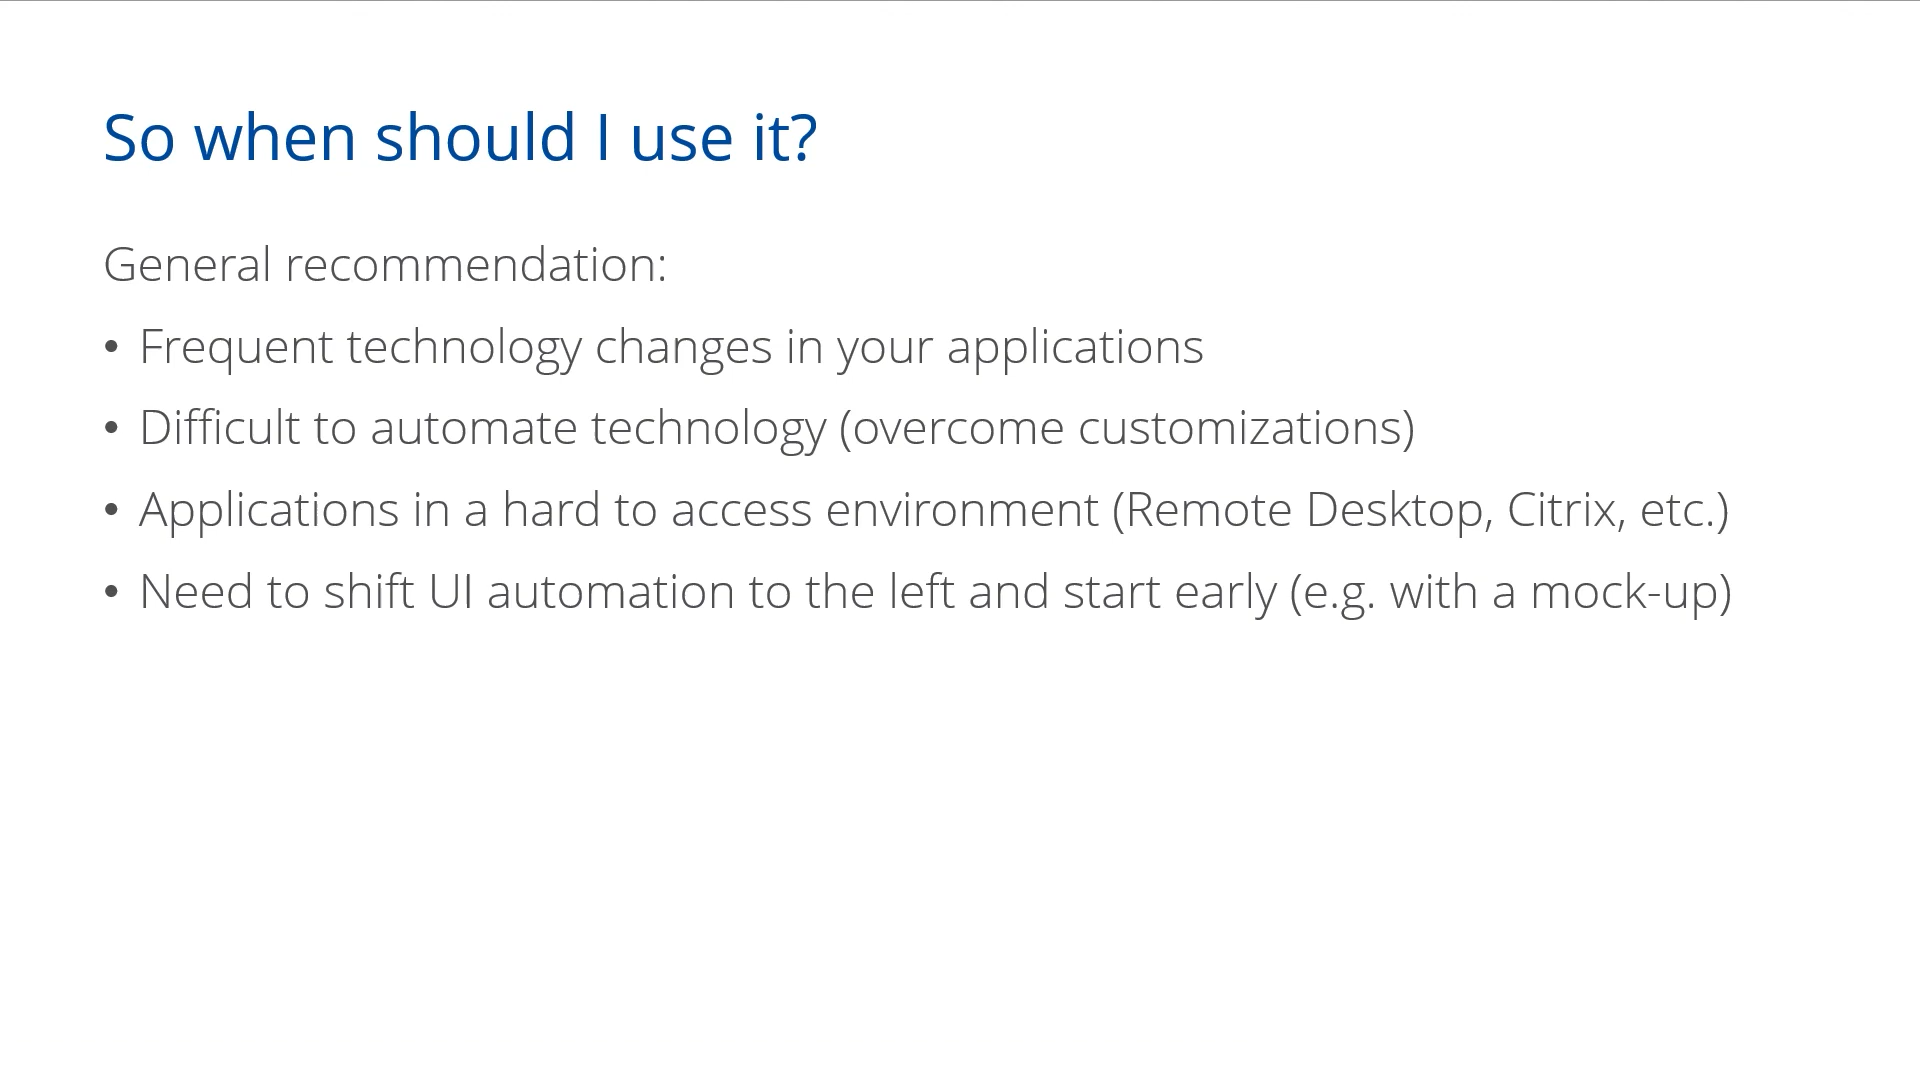 So when should I use it?
General recommendation:
• Frequent technology changes in your applications
• Difficult to automate technology (overcome customizations)
• Applications in a hard to access environment (Remote Desktop, Citrix, etc.)
• Need to shift UI automation to the left and start early (e.g. with a mock-up)